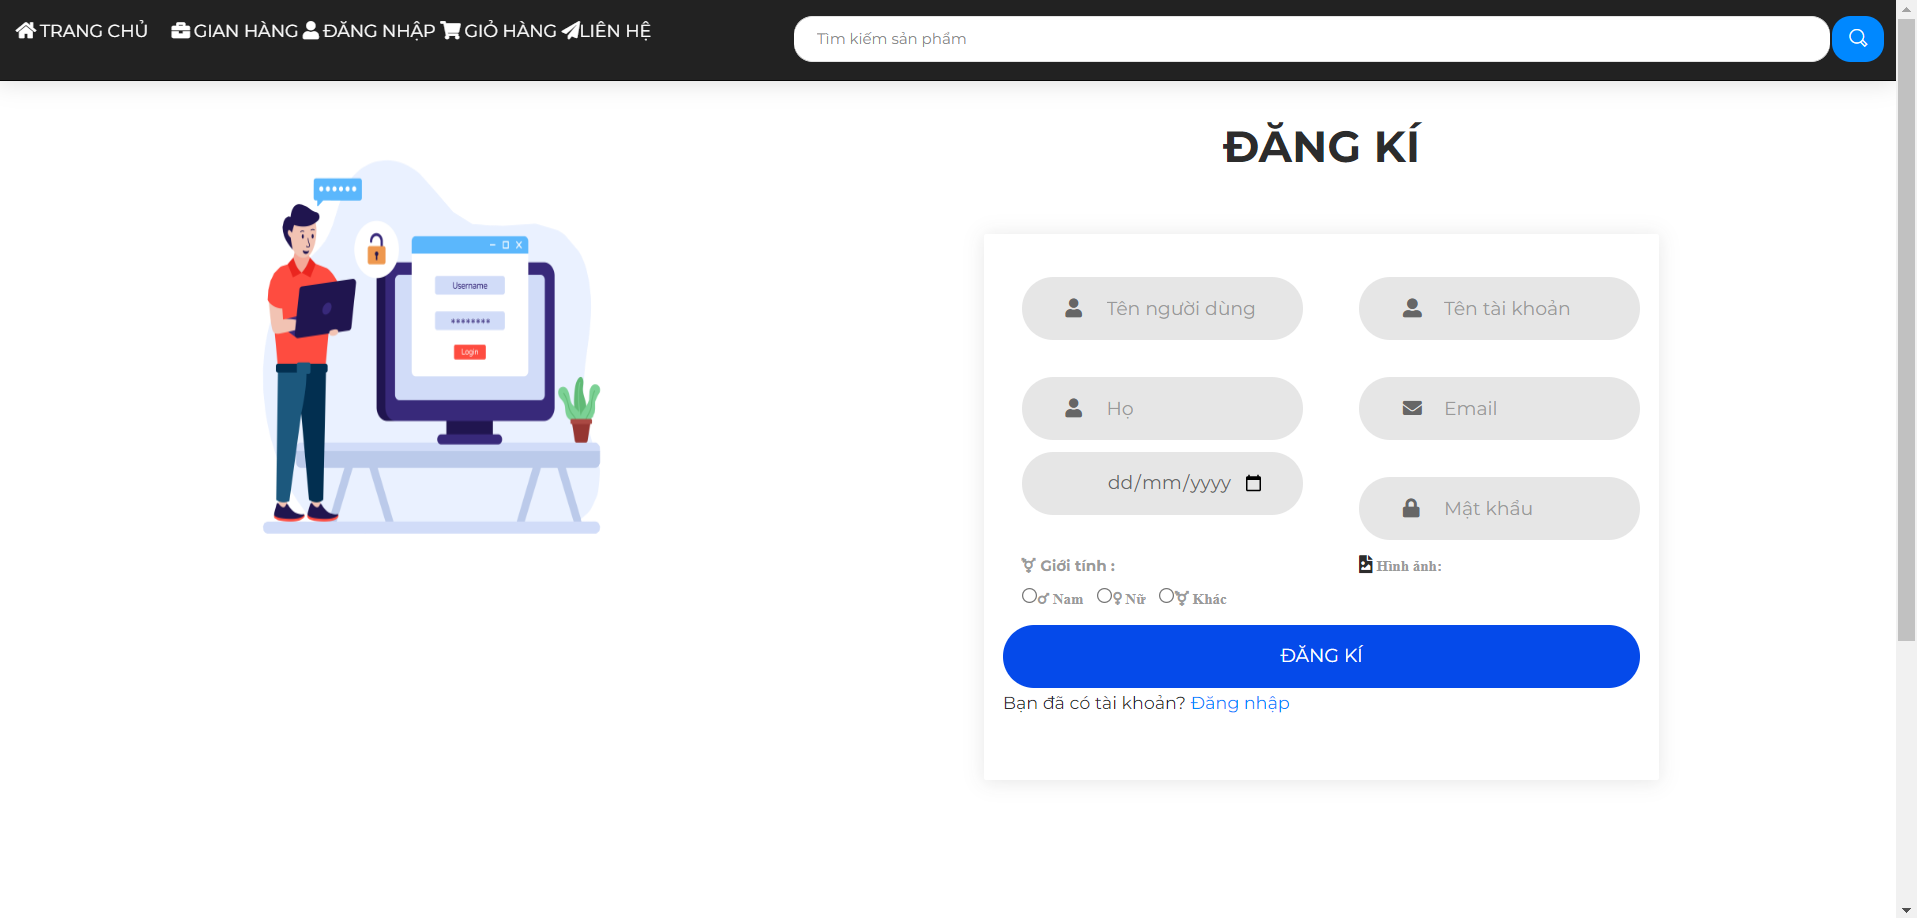 TRANG CHỦ GIAN HÀNG ĐĂNG NHẬP GIỎ HÀNG LIÊN HỆ
Tìm kiếm sản phẩm
ĐĂNG KÍ
Username
********
Login
Tên người dùng
Tên tài khoản
Họ
Email
dd/mm/yyyy
Mật khẩu
Giới tính :
Hình ảnh:
Nam Nữ Khác
ĐĂNG KÍ
Bạn đã có tài khoản? Đăng nhập